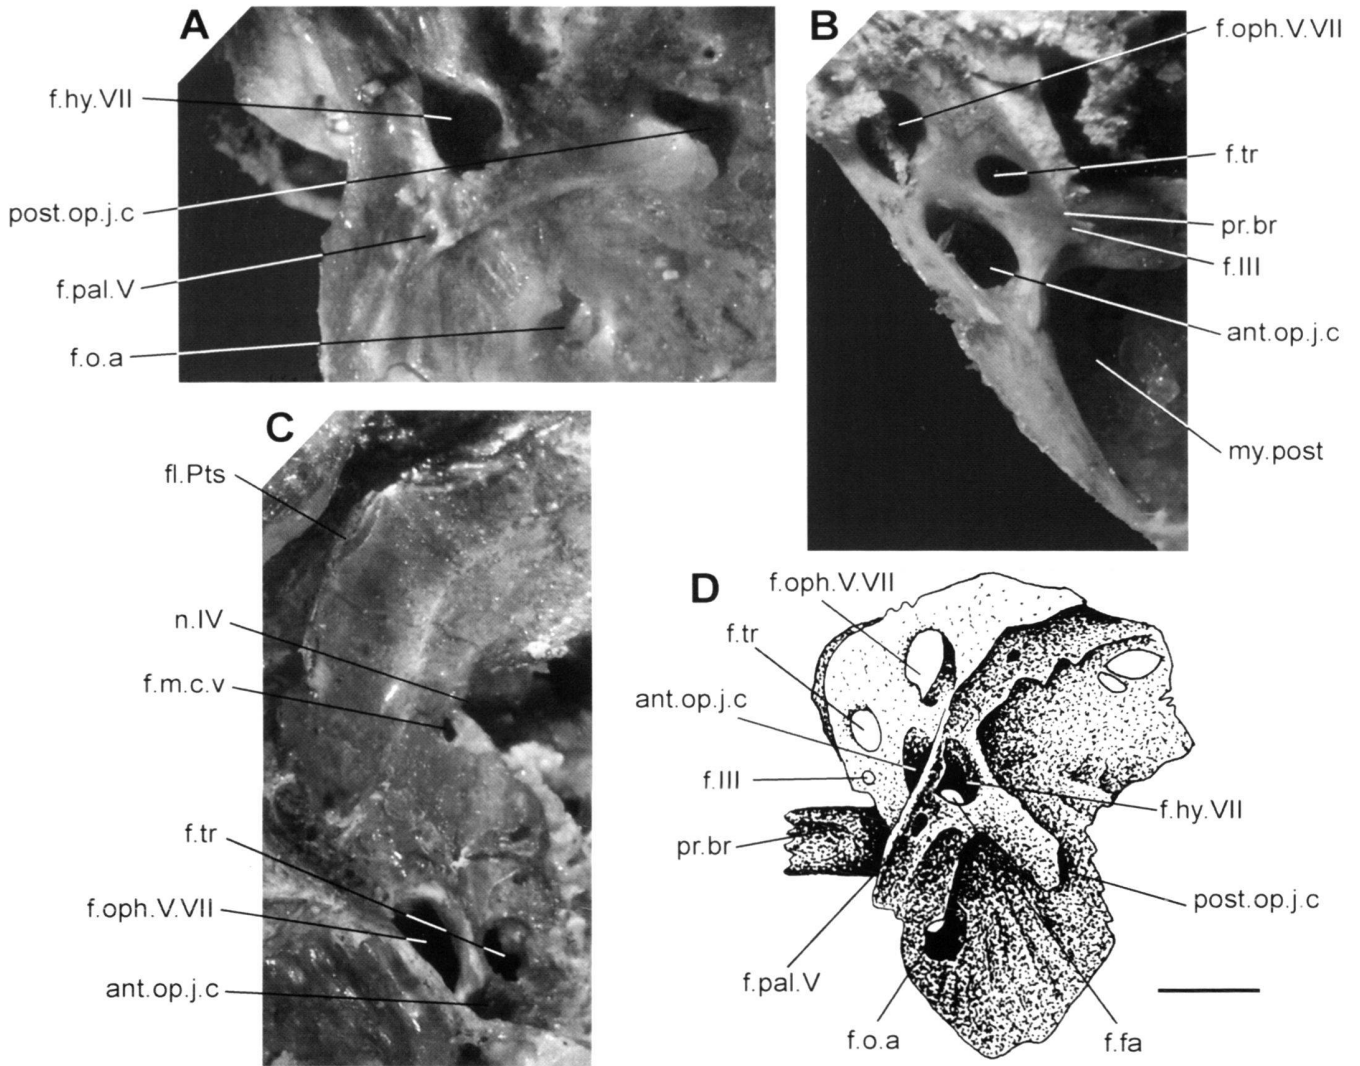 A
f.hy.VII
post.op.j.c
f.pal.V
f.o.a
B
f.oph.V.VII
f.tr
pr.br
f.III
ant.op.j.c
my.post
C
fl.Pts
n.IV
f.m.c.v
f.tr
f.oph.V.VII
ant.op.j.c
D
f.oph.V.VII
f.tr
ant.op.j.c
f.III
pr.br
f.pal.V
f.o.a
f.fa
post.op.j.c
f.hy.VII